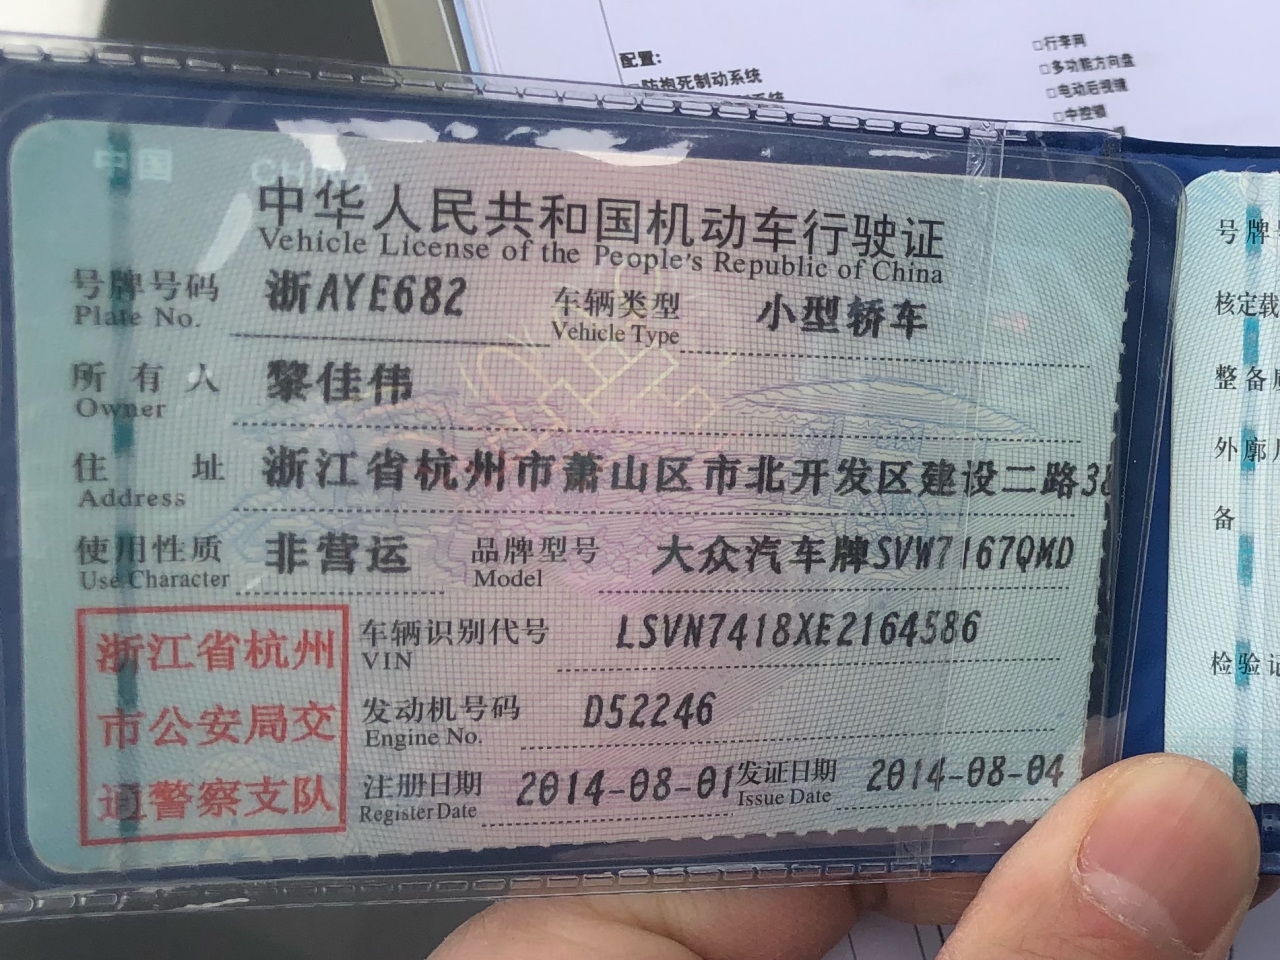 配置:
防抱死制动系统
系统
□行李网
□多功能方向盘
□电动后视镜
□中控锁
中国 CHINA
中华人民共和国机动车行驶证
Vehicle License of the People's Republic of China
号牌号码 浙AYE682 车辆类型 小型轿车
Plate No. Vehicle Type
所有人 黎佳伟
Owner
住址 浙江省杭州市萧山区市北开发区建设二路
Address
使用性质 非营运 品牌型号 大众汽车牌SVW7167QMD
Use Character Model
浙江省杭州
市公安局交
通警察支队
车辆识别代号 LSVN7418XE2164586
VIN
发动机号码 D52246
Engine No.
注册日期 2014-08-01 发证日期 2014-08-04
Register Date Issue Date
号牌
核定载
整备
外廓
备
检验记